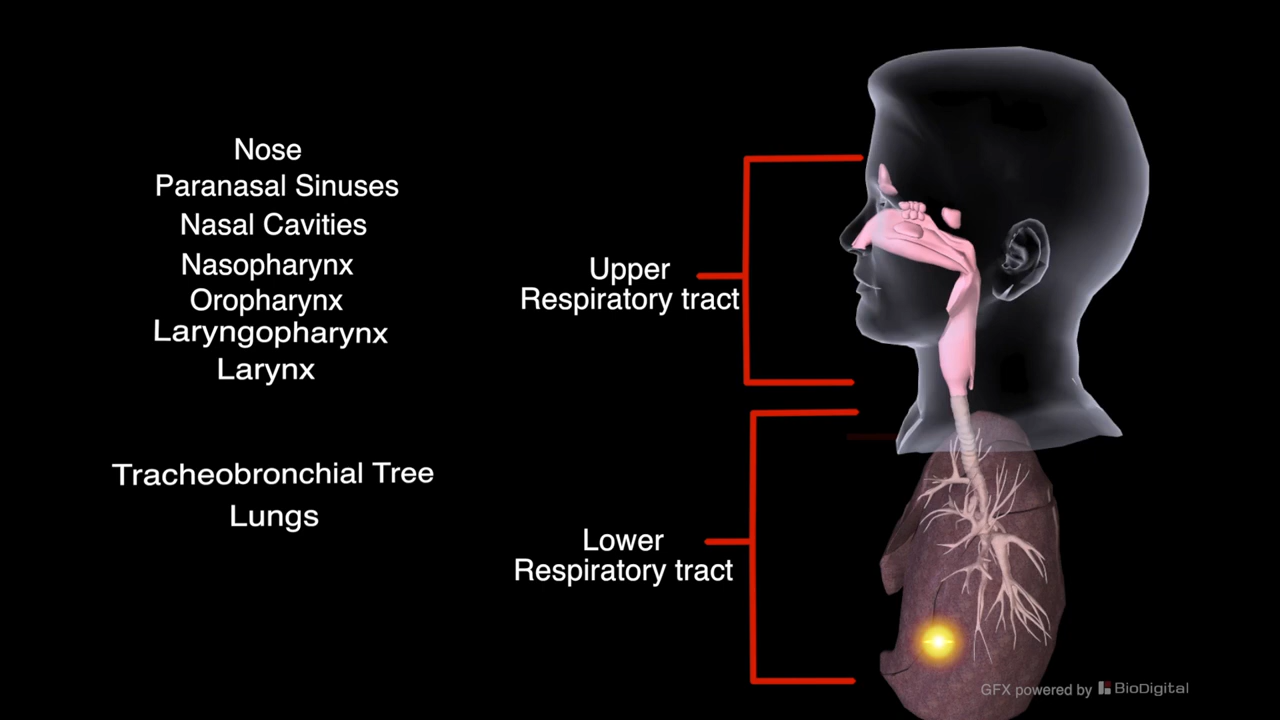 Nose
Paranasal Sinuses
Nasal Cavities
Nasopharynx
Oropharynx
Laryngopharynx
Larynx
Tracheobronchial Tree
Lungs
Upper
Respiratory tract
Lower
Respiratory tract
GFX powered by BioDigital